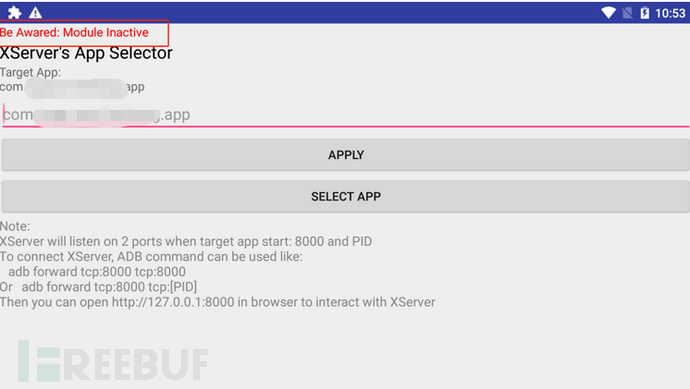 10:53
Be Awared: Module Inactive
XServer's App Selector
Target App:
com. app
com .app
APPLY
SELECT APP
Note:
XServer will listen on 2 ports when target app start: 8000 and PID
To connect XServer, ADB command can be used like:
adb forward tcp:8000 tcp:8000
Or adb forward tcp:8000 tcp:[PID]
Then you can open http://127.0.0.1:8000 in browser to interact with XServer
FREEBUF